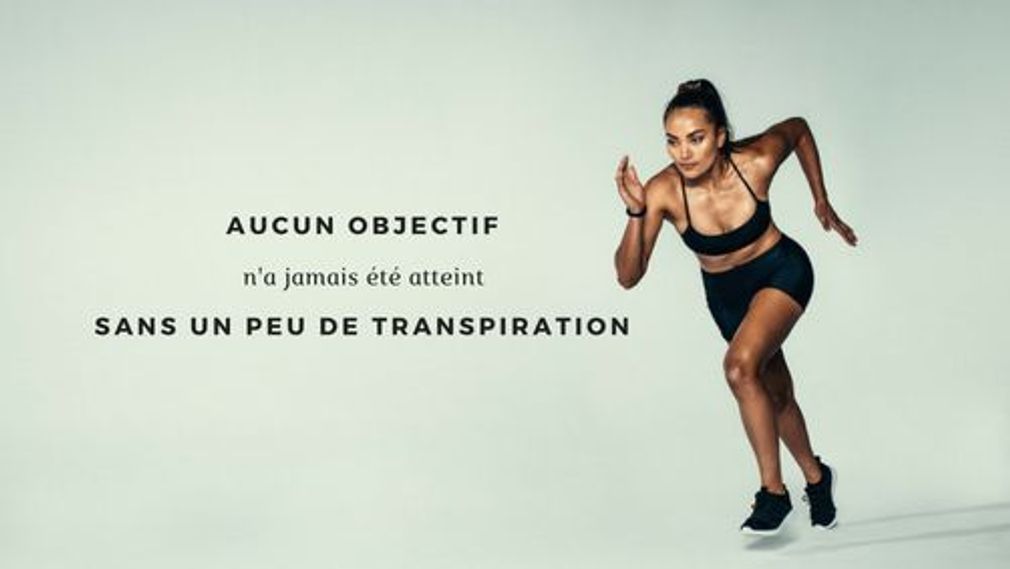 AUCUN OBJECTIF
n'a jamais été atteint
SANS UN PEU DE TRANSPIRATION